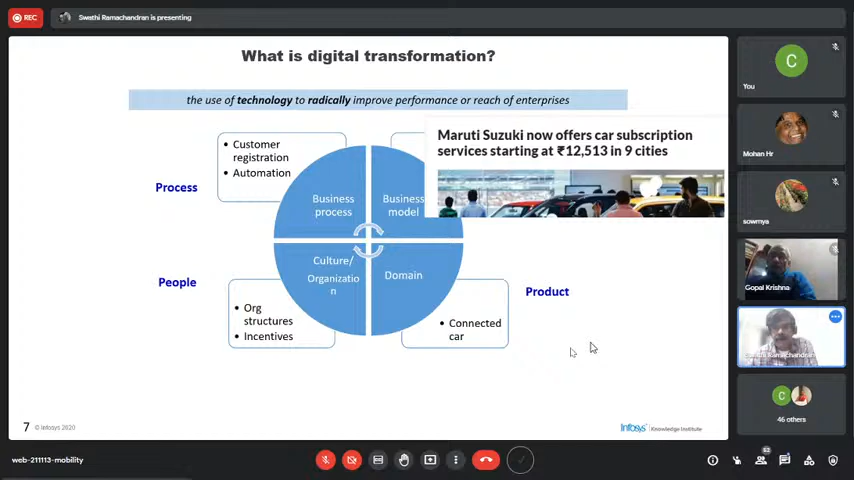 REC
Swathi Ramachandran is presenting
What is digital transformation?
the use of technology to radically improve performance or reach of enterprises
• Customer
registration
• Automation
Maruti Suzuki now offers car subscription
services starting at ₹12,513 in 9 cities
Process
Business
process
Business
model
Culture/
Organizatio
n
Domain
People
Product
• Org
structures
• Incentives
• Connected
car
7 © Infosys 2020
Infosys | Knowledge Institute
C
You
Mohan Hr
sowmya
Gopal Krishna
C
46 others
web-211113-mobility
53